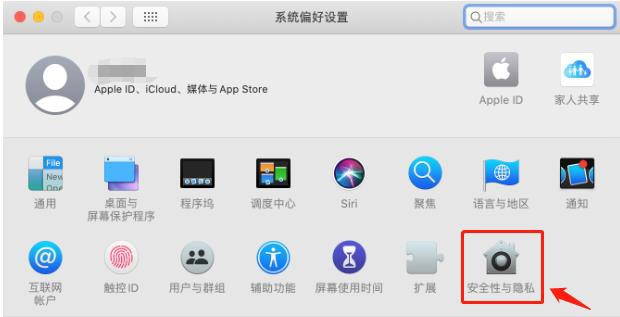 系统偏好设置
搜索
Apple ID、iCloud、媒体与 App Store
Apple ID
家人共享
File
New
Ope
通用
桌面与
屏幕保护程序
程序坞
调度中心
Siri
聚焦
语言与地区
通知
@
互联网
帐户
触控ID
用户与群组
辅助功能
屏幕使用时间
扩展
安全性与隐私